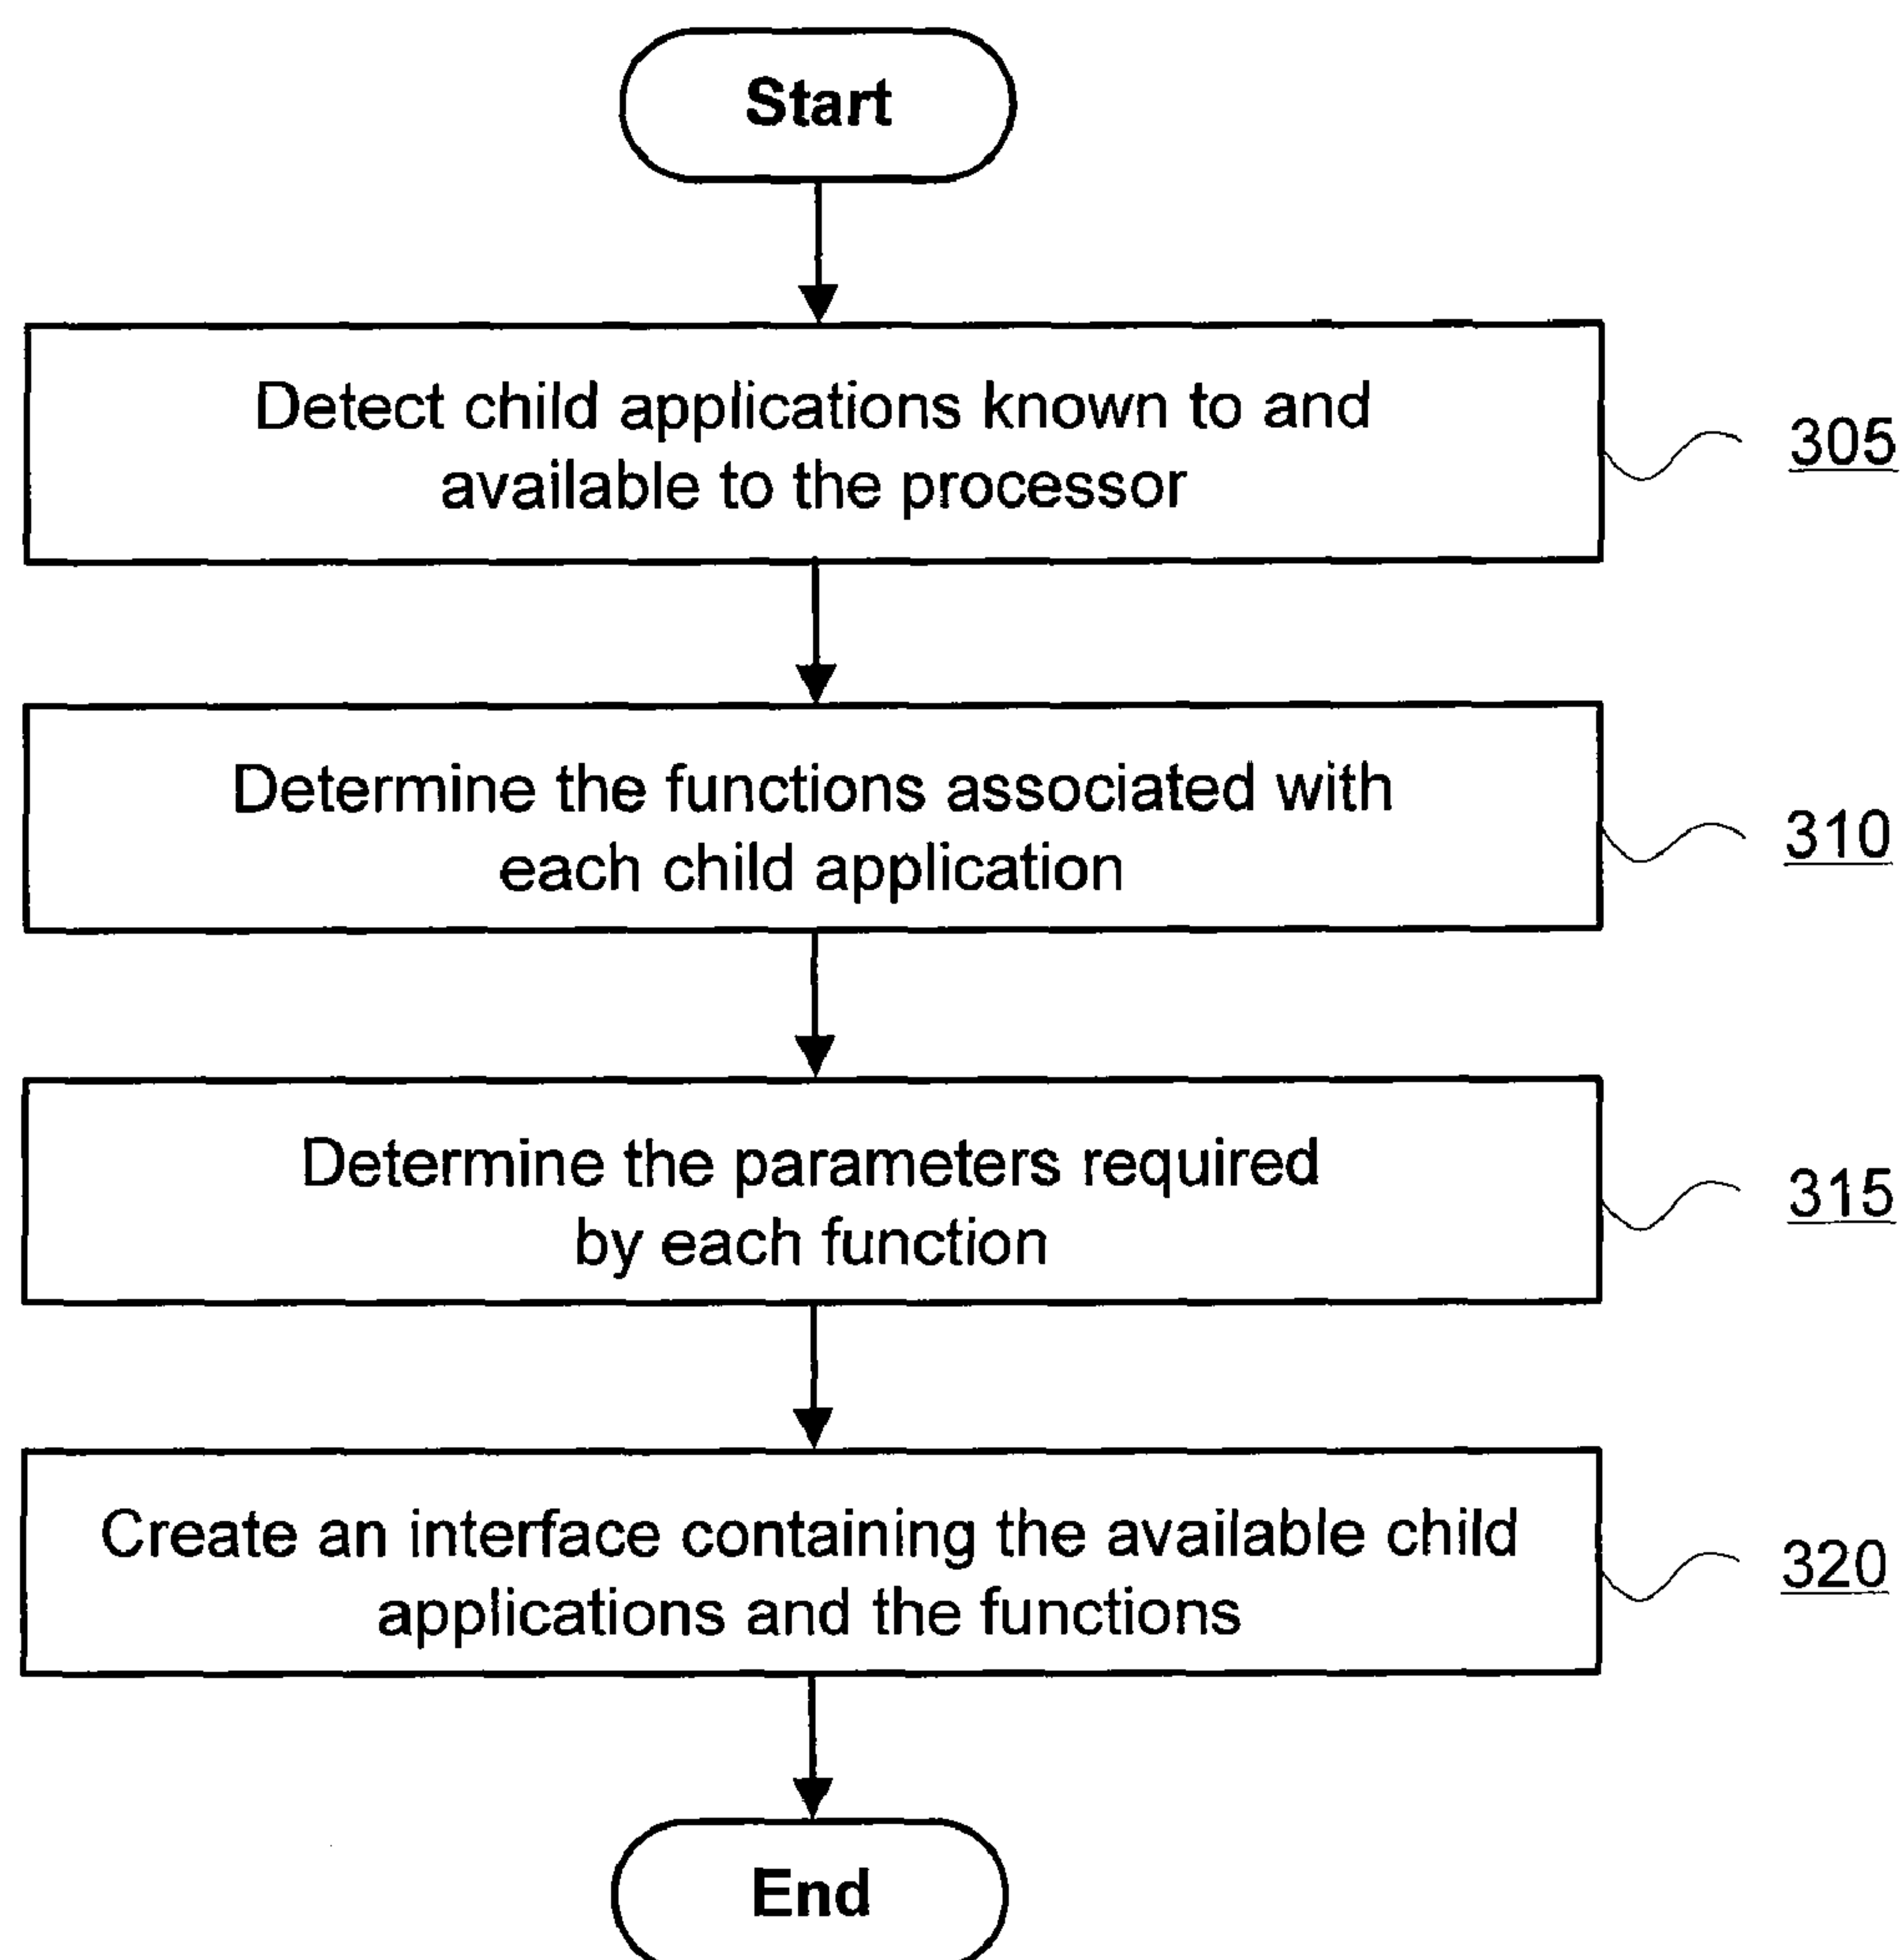 Start
Detect child applications known to and
available to the processor
305
Determine the functions associated with
each child application
310
Determine the parameters required
by each function
315
Create an interface containing the available child
applications and the functions
320
End